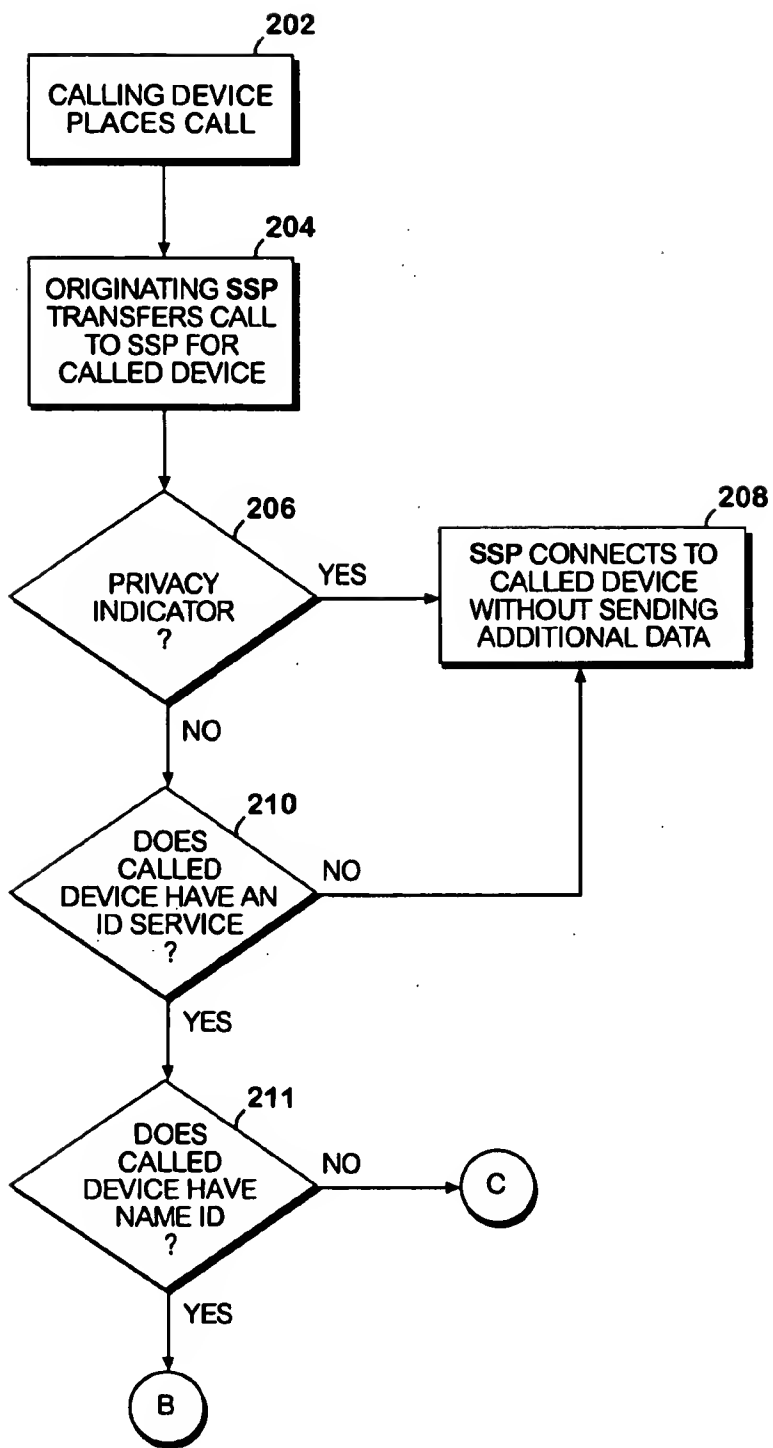 202
CALLING DEVICE
PLACES CALL
204
ORIGINATING SSP
TRANSFERS CALL
TO SSP FOR
CALLED DEVICE
206
PRIVACY
INDICATOR
?
YES
NO
208
SSP CONNECTS TO
CALLED DEVICE
WITHOUT SENDING
ADDITIONAL DATA
210
DOES
CALLED
DEVICE HAVE AN
ID SERVICE
?
NO
YES
211
DOES
CALLED
DEVICE HAVE
NAME ID
?
NO
C
YES
B